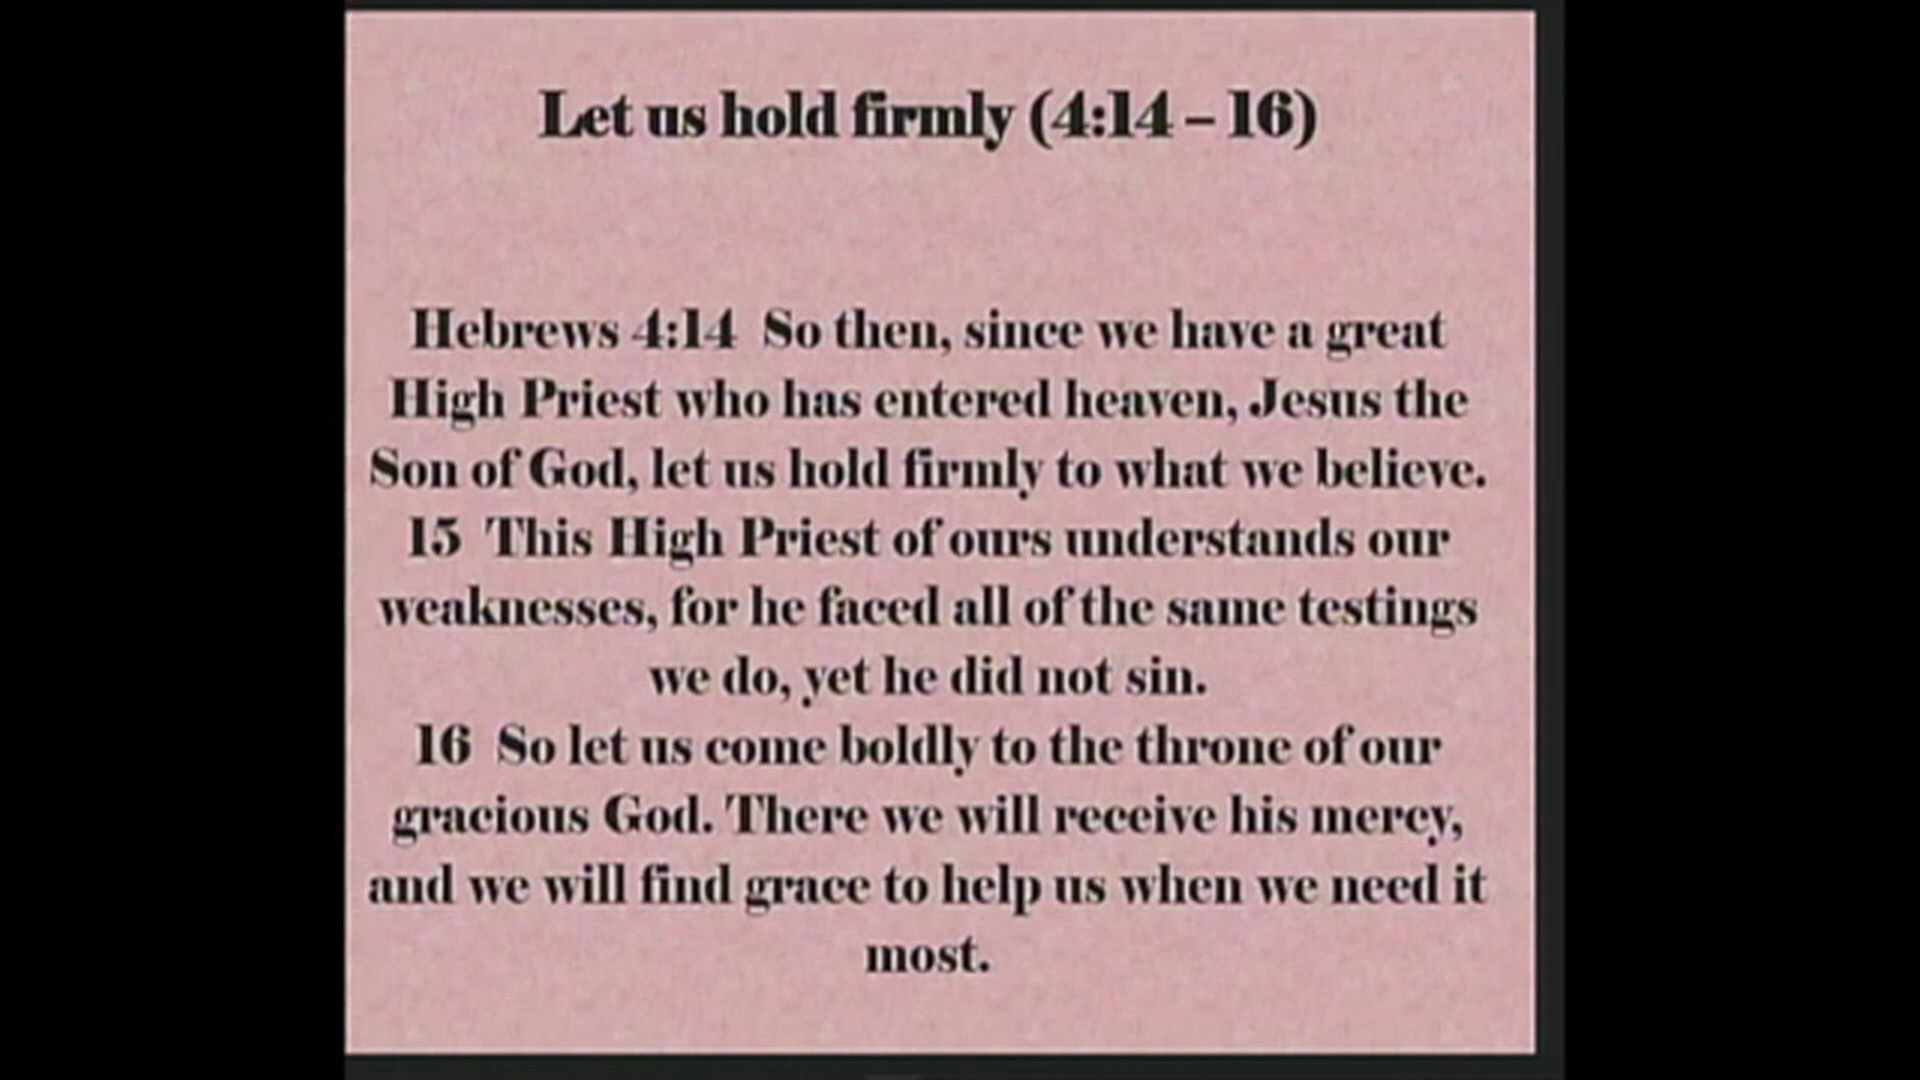 Let us hold firmly (4:14 – 16)
Hebrews 4:14 So then, since we have a great
High Priest who has entered heaven, Jesus the
Son of God, let us hold firmly to what we believe.
15 This High Priest of ours understands our
weaknesses, for he faced all of the same testings
we do, yet he did not sin.
16 So let us come boldly to the throne of our
gracious God. There we will receive his mercy,
and we will find grace to help us when we need it
most.